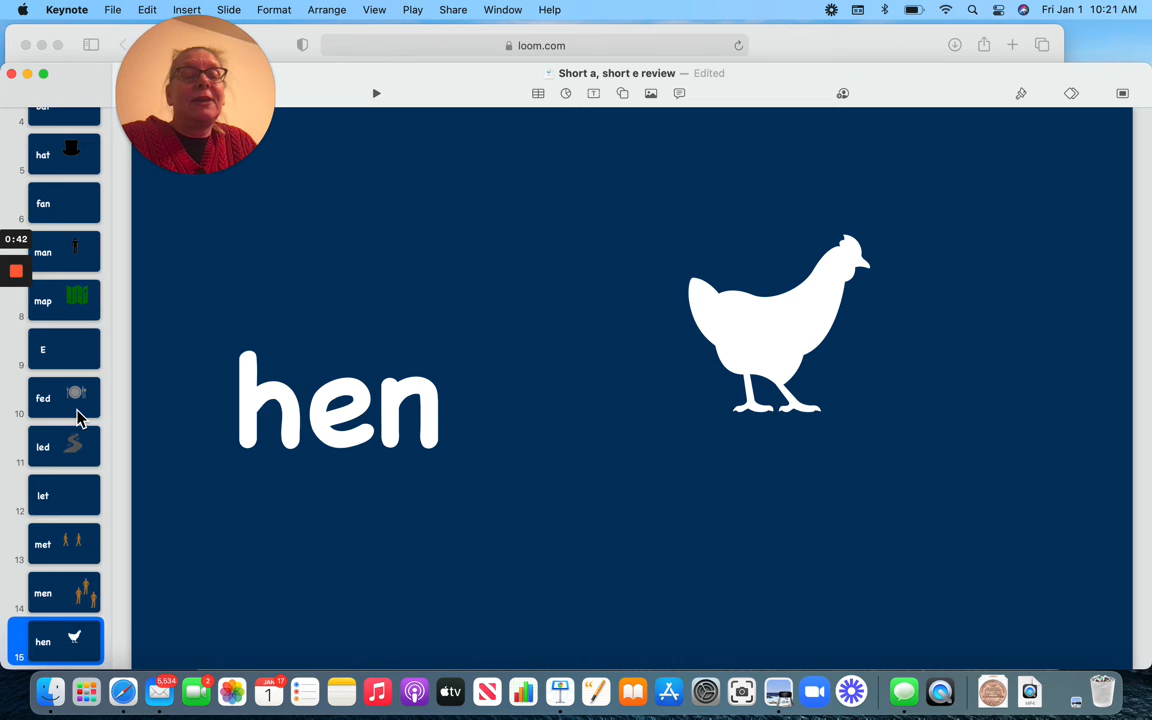 Keynote File Edit Insert Slide Format Arrange View Play Share Window Help Fri Jan 1 10:21 AM
loom.com
Short a, short e review — Edited
4
hat
5
fan
6
0:42
man
map
8
E
9
fed
10
led
11
let
12
met
13
men
14
hen
15
hen
5,534
2
JAN 17
1
tv
MP4